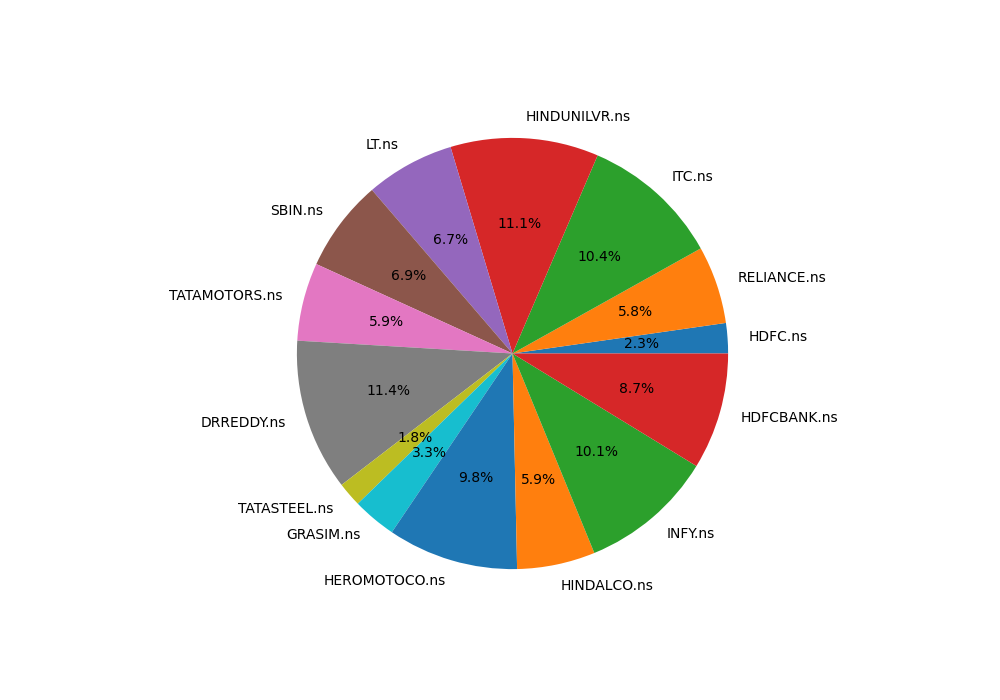 HINDUNILVR.ns
LT.ns
ITC.ns
SBIN.ns
11.1%
6.7%
10.4%
6.9%
RELIANCE.ns
TATAMOTORS.ns
5.8%
5.9%
HDFC.ns
2.3%
11.4%
8.7%
HDFCBANK.ns
DRREDDY.ns
1.8%
3.3%
10.1%
9.8%
5.9%
TATASTEEL.ns
GRASIM.ns
INFY.ns
HEROMOTOCO.ns
HINDALCO.ns